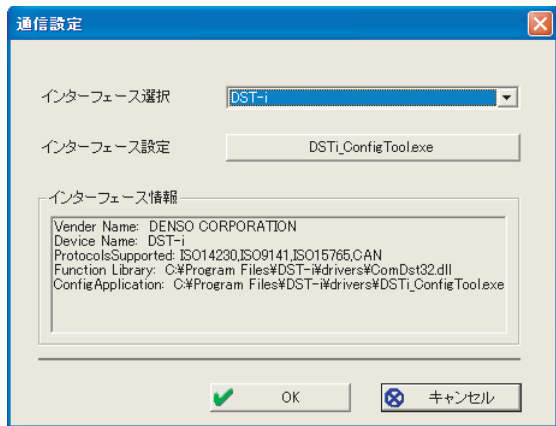 通信設定
インターフェース選択 DST-i
インターフェース設定 DSTi_ConfigTool.exe
インターフェース情報
Vender Name: DENSO CORPORATION
Device Name: DST-i
ProtocolsSupported: ISO14230,ISO9141,ISO15765,CAN
Function Library: C:¥Program Files¥DST-i¥drivers¥ComDst32.dll
ConfigApplication: C:¥Program Files¥DST-i¥drivers¥DSTi_ConfigTool.exe
OK キャンセル